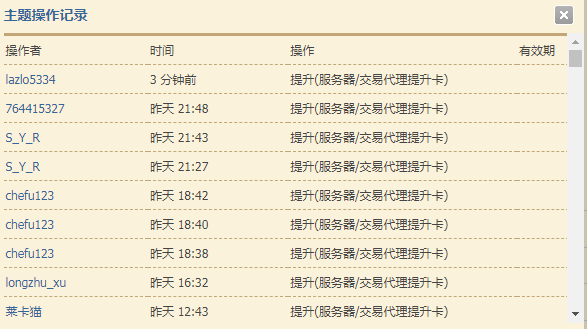 主题操作记录
操作者 时间 操作 有效期
lazlo5334 3 分钟前 提升(服务器/交易代理提升卡)
764415327 昨天 21:48 提升(服务器/交易代理提升卡)
S_Y_R 昨天 21:43 提升(服务器/交易代理提升卡)
S_Y_R 昨天 21:27 提升(服务器/交易代理提升卡)
chefu123 昨天 18:42 提升(服务器/交易代理提升卡)
chefu123 昨天 18:40 提升(服务器/交易代理提升卡)
chefu123 昨天 18:38 提升(服务器/交易代理提升卡)
longzhu_xu 昨天 16:32 提升(服务器/交易代理提升卡)
莱卡猫 昨天 12:43 提升(服务器/交易代理提升卡)